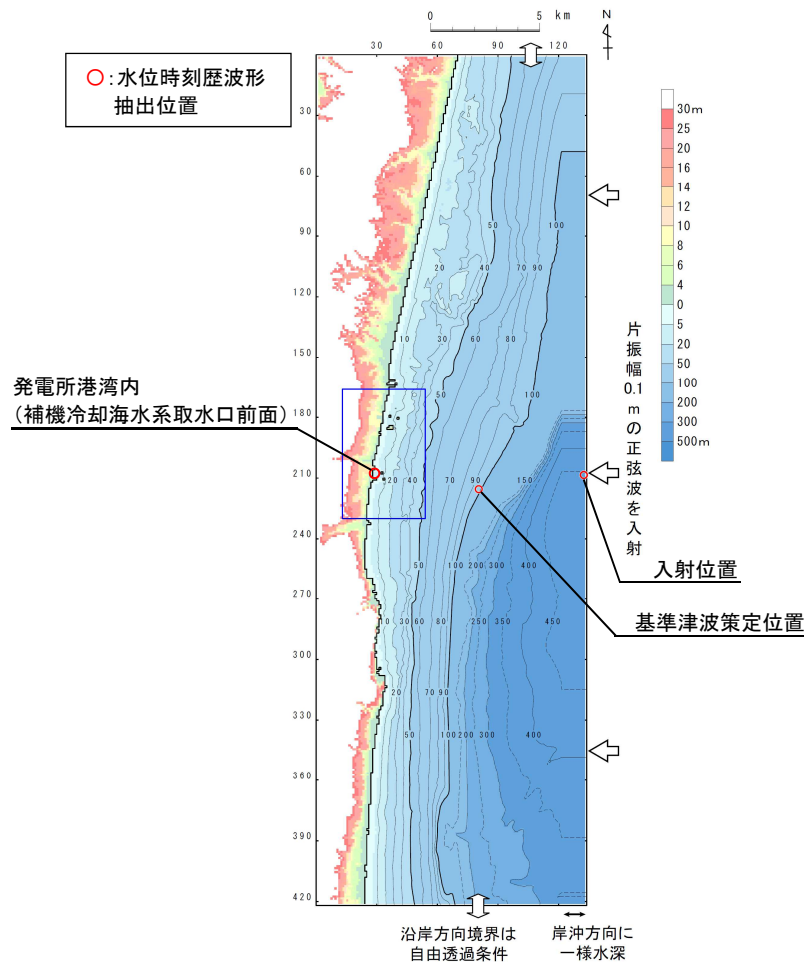 0 5 km N
30 60 90 120
○:水位時刻歴波形
抽出位置
30m
25
20
16
14
12
10
8
6
4
0
5
20
50
100
200
300
500m
30
60
90
120
150
180
210
240
270
300
330
360
390
420
50 100
20 40 70 90
10 30 60 80
50 100
20 40 90 150
50 100 200 300 400
10 30 60 80 250 350 450
20 70 90
50 100 200 300 400
片振幅0.1mの正弦波を入射
発電所港湾内
(補機冷却海水系取水口前面)
入射位置
基準津波策定位置
沿岸方向境界は
自由透過条件
岸沖方向に
一様水深